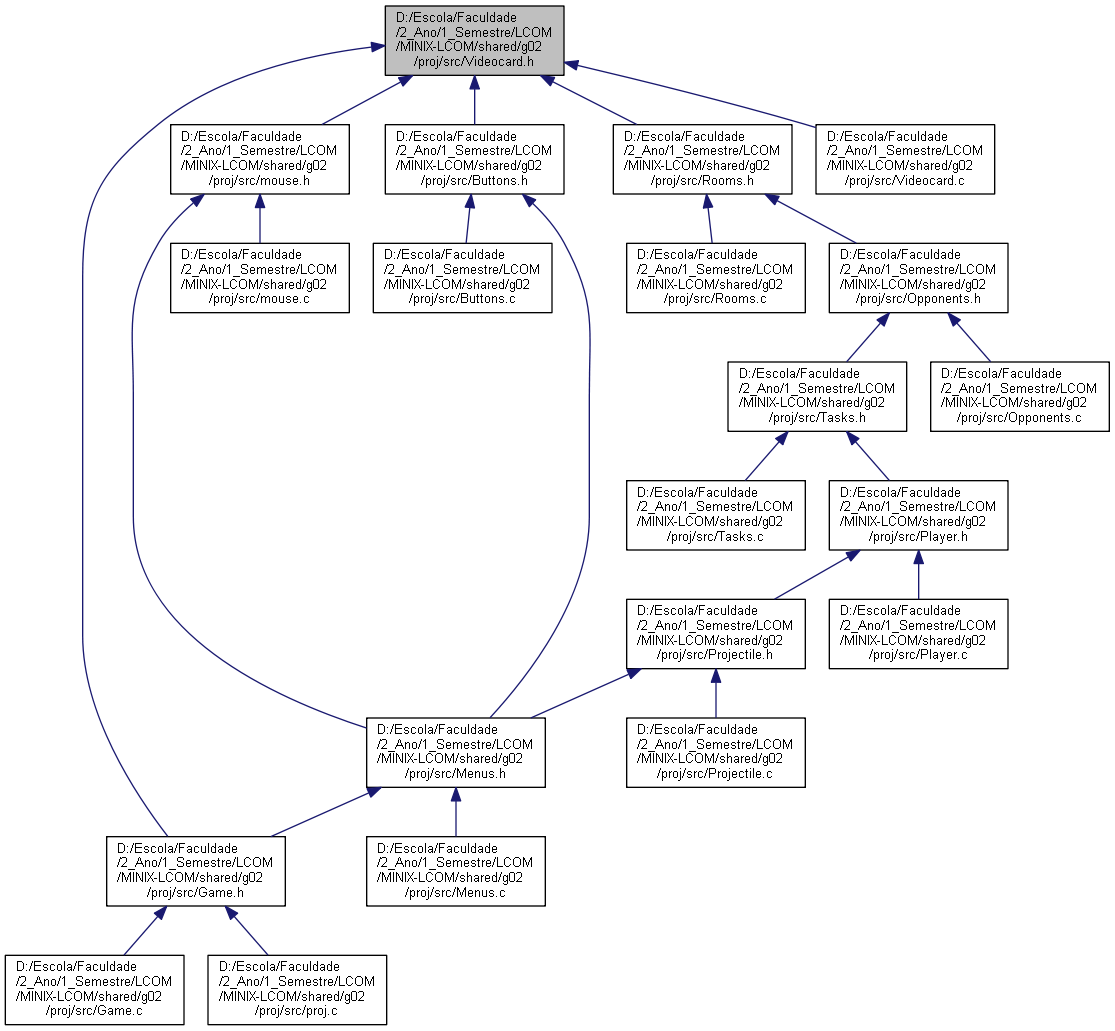 D:/Escola/Faculdade
/2_Ano/1_Semestre/LCOM
/MINIX-LCOM/shared/g02
/proj/src/Videocard.h
D:/Escola/Faculdade
/2_Ano/1_Semestre/LCOM
/MINIX-LCOM/shared/g02
/proj/src/mouse.h
D:/Escola/Faculdade
/2_Ano/1_Semestre/LCOM
/MINIX-LCOM/shared/g02
/proj/src/Buttons.h
D:/Escola/Faculdade
/2_Ano/1_Semestre/LCOM
/MINIX-LCOM/shared/g02
/proj/src/Rooms.h
D:/Escola/Faculdade
/2_Ano/1_Semestre/LCOM
/MINIX-LCOM/shared/g02
/proj/src/Videocard.c
D:/Escola/Faculdade
/2_Ano/1_Semestre/LCOM
/MINIX-LCOM/shared/g02
/proj/src/mouse.c
D:/Escola/Faculdade
/2_Ano/1_Semestre/LCOM
/MINIX-LCOM/shared/g02
/proj/src/Buttons.c
D:/Escola/Faculdade
/2_Ano/1_Semestre/LCOM
/MINIX-LCOM/shared/g02
/proj/src/Rooms.c
D:/Escola/Faculdade
/2_Ano/1_Semestre/LCOM
/MINIX-LCOM/shared/g02
/proj/src/Opponents.h
D:/Escola/Faculdade
/2_Ano/1_Semestre/LCOM
/MINIX-LCOM/shared/g02
/proj/src/Tasks.h
D:/Escola/Faculdade
/2_Ano/1_Semestre/LCOM
/MINIX-LCOM/shared/g02
/proj/src/Opponents.c
D:/Escola/Faculdade
/2_Ano/1_Semestre/LCOM
/MINIX-LCOM/shared/g02
/proj/src/Tasks.c
D:/Escola/Faculdade
/2_Ano/1_Semestre/LCOM
/MINIX-LCOM/shared/g02
/proj/src/Player.h
D:/Escola/Faculdade
/2_Ano/1_Semestre/LCOM
/MINIX-LCOM/shared/g02
/proj/src/Projectile.h
D:/Escola/Faculdade
/2_Ano/1_Semestre/LCOM
/MINIX-LCOM/shared/g02
/proj/src/Player.c
D:/Escola/Faculdade
/2_Ano/1_Semestre/LCOM
/MINIX-LCOM/shared/g02
/proj/src/Menus.h
D:/Escola/Faculdade
/2_Ano/1_Semestre/LCOM
/MINIX-LCOM/shared/g02
/proj/src/Projectile.c
D:/Escola/Faculdade
/2_Ano/1_Semestre/LCOM
/MINIX-LCOM/shared/g02
/proj/src/Game.h
D:/Escola/Faculdade
/2_Ano/1_Semestre/LCOM
/MINIX-LCOM/shared/g02
/proj/src/Menus.c
D:/Escola/Faculdade
/2_Ano/1_Semestre/LCOM
/MINIX-LCOM/shared/g02
/proj/src/Game.c
D:/Escola/Faculdade
/2_Ano/1_Semestre/LCOM
/MINIX-LCOM/shared/g02
/proj/src/proj.c